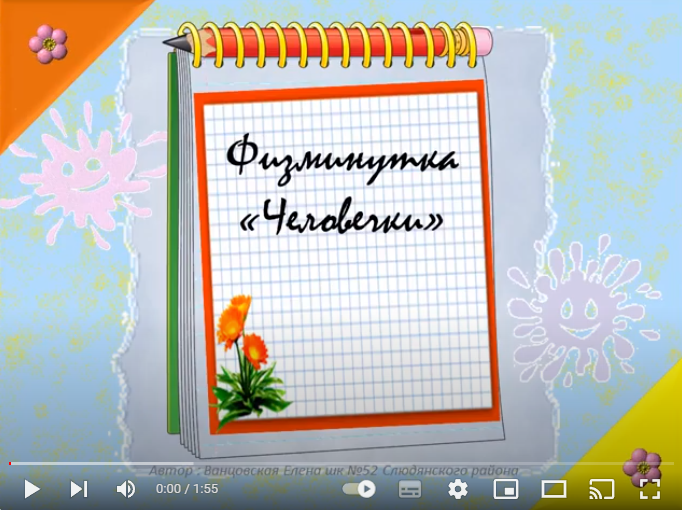 Физминутка
«Человечки»
Автор : Ванцовская Елена шк №52 Слюдянского района
0:00 / 1:55